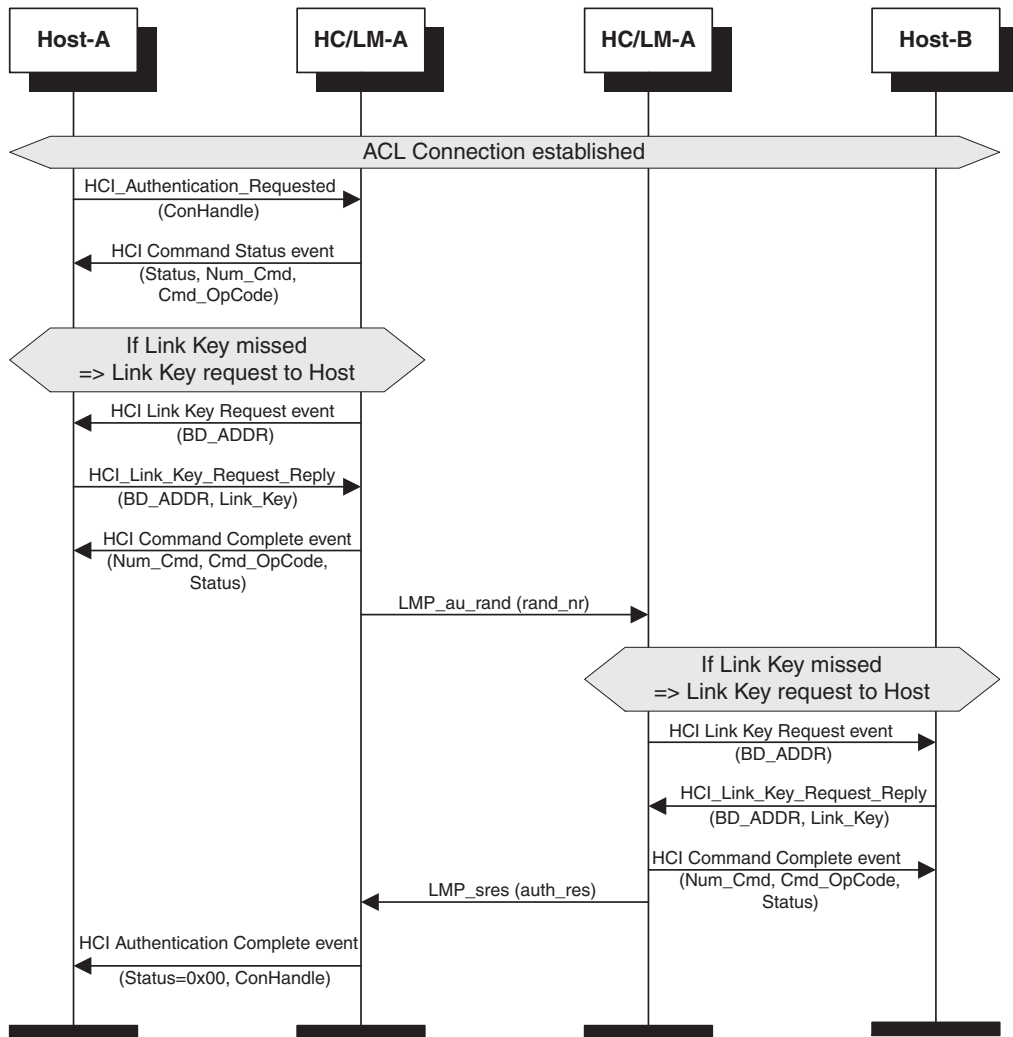 Host-A
HC/LM-A
HC/LM-A
Host-B
ACL Connection established
HCI_Authentication_Requested
(ConHandle)
HCI Command Status event
(Status, Num_Cmd,
Cmd_OpCode)
If Link Key missed
=> Link Key request to Host
HCI Link Key Request event
(BD_ADDR)
HCI_Link_Key_Request_Reply
(BD_ADDR, Link_Key)
HCI Command Complete event
(Num_Cmd, Cmd_OpCode,
Status)
LMP_au_rand (rand_nr)
If Link Key missed
=> Link Key request to Host
HCI Link Key Request event
(BD_ADDR)
HCI_Link_Key_Request_Reply
(BD_ADDR, Link_Key)
HCI Command Complete event
(Num_Cmd, Cmd_OpCode,
Status)
LMP_sres (auth_res)
HCI Authentication Complete event
(Status=0x00, ConHandle)